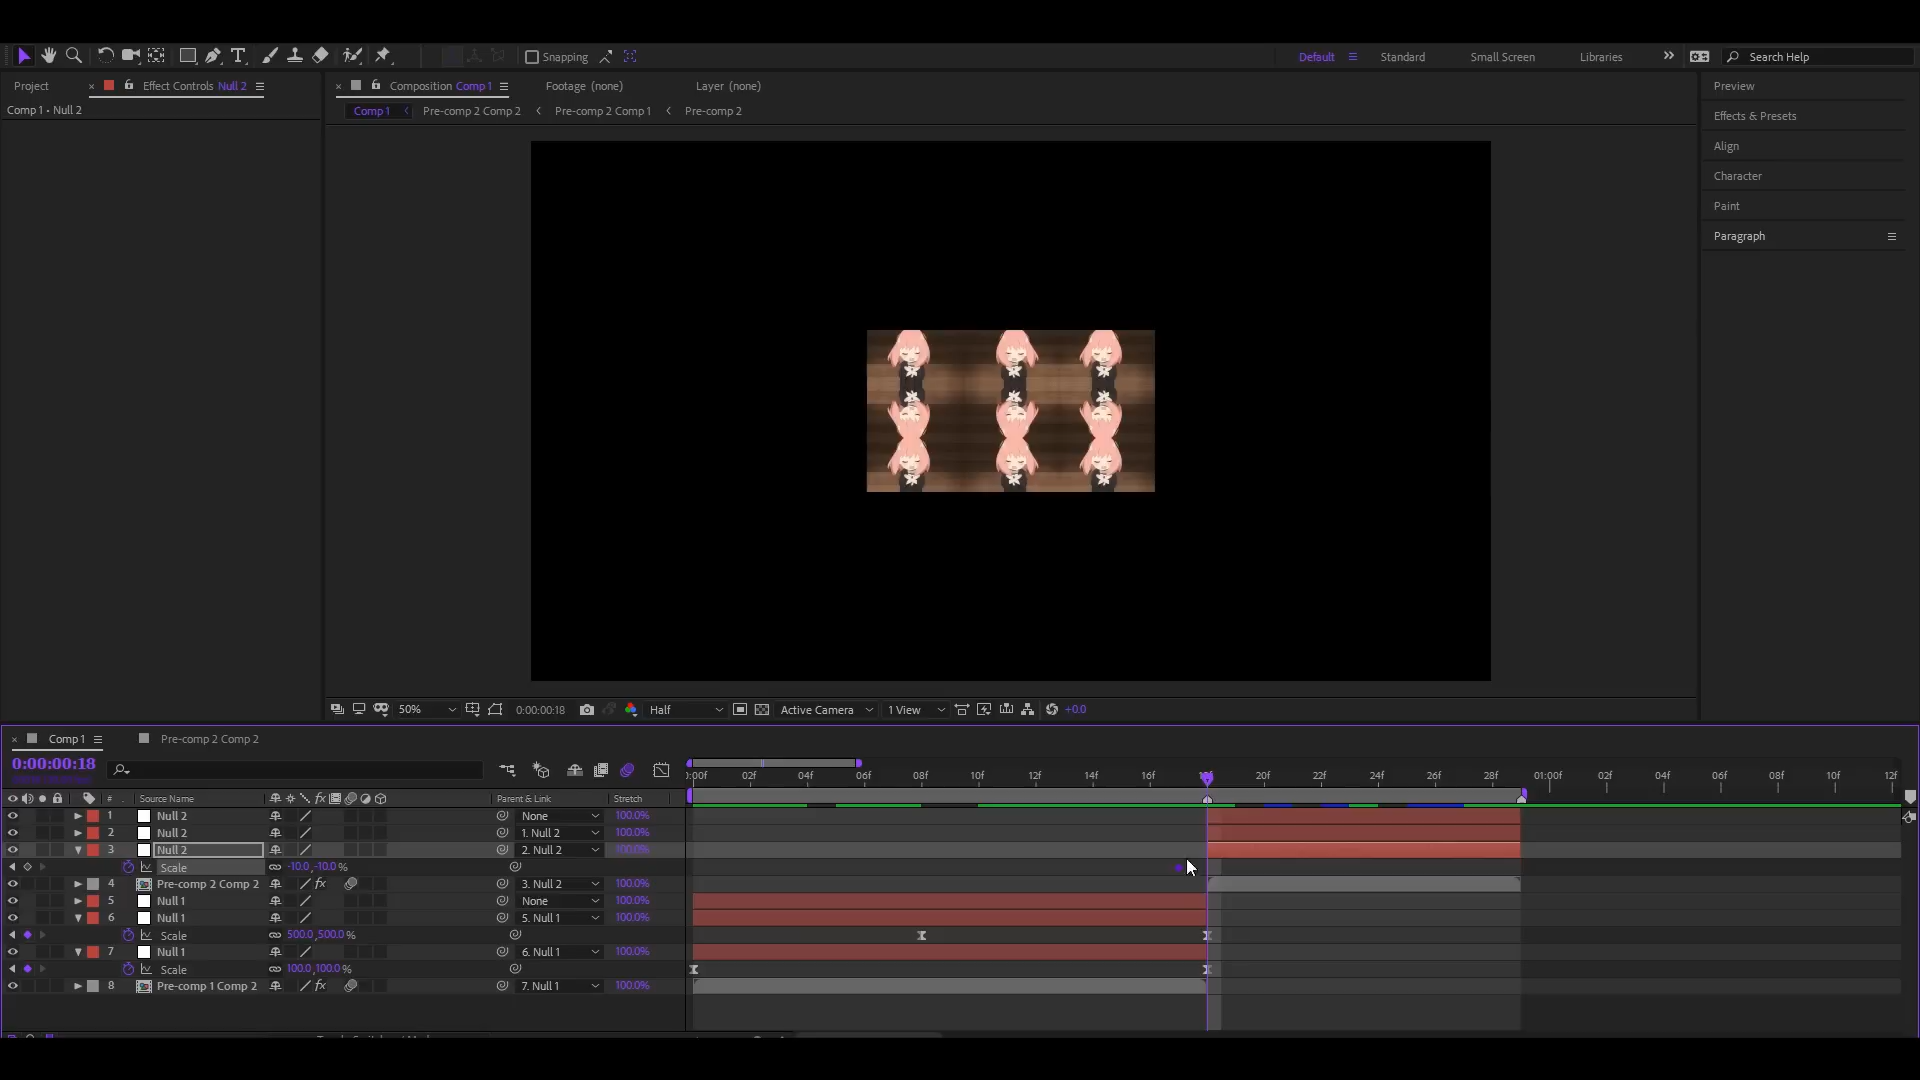 Snapping
Default
Standard
Small Screen
Libraries
Search Help
Project
Effect Controls Null 2
Composition Comp 1
Footage (none)
Layer (none)
Preview
Comp 1 • Null 2
Comp 1
Pre-comp 2 Comp 2
Pre-comp 2 Comp 1
Pre-comp 2
Effects & Presets
Align
Character
Paint
Paragraph
50%
0:00:00:18
Half
Active Camera
1 View
+0.0
Comp 1
Pre-comp 2 Comp 2
0:00:00:18
:00f 02f 04f 06f 08f 10f 12f 14f 16f 20f 22f 24f 26f 28f 01:00f 02f 04f 06f 08f 10f 12f
# Source Name fx Parent & Link Stretch
1 Null 2 None 100.0%
2 Null 2 1. Null 2 100.0%
3 Null 2 2. Null 2 100.0%
Scale -10.0,-10.0%
4 Pre-comp 2 Comp 2 fx 3. Null 2 100.0%
5 Null 1 None 100.0%
6 Null 1 5. Null 1 100.0%
Scale 500.0,500.0%
7 Null 1 6. Null 1 100.0%
Scale 100.0,100.0%
8 Pre-comp 1 Comp 2 fx 7. Null 1 100.0%